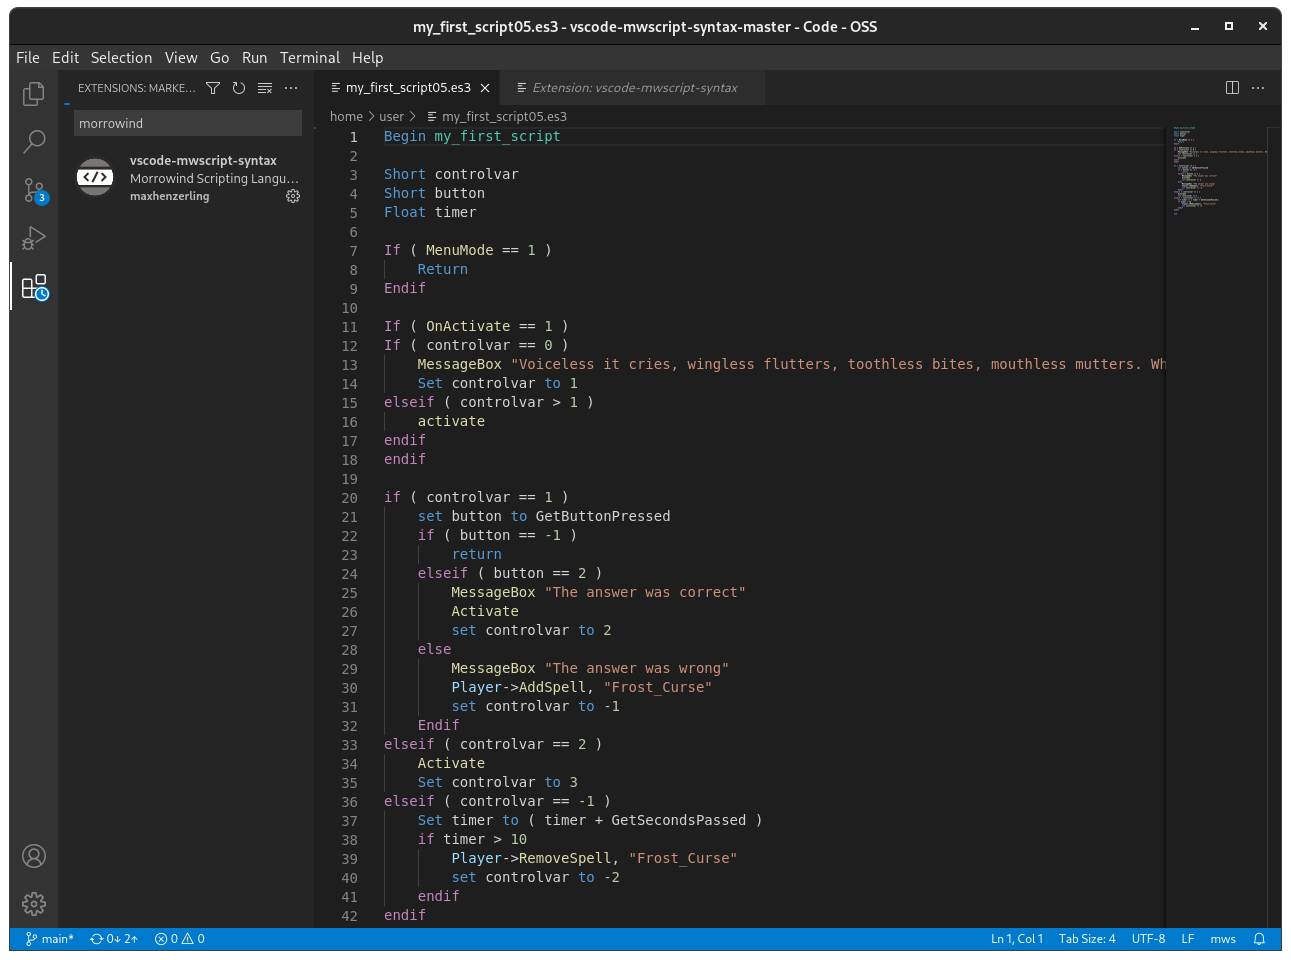 my_first_script05.es3 - vscode-mwscript-syntax-master - Code - OSS
File Edit Selection View Go Run Terminal Help
EXTENSIONS: MARKE...
morrowind
vscode-mwscript-syntax
Morrowind Scripting Langu...
maxhenzerling
3
my_first_script05.es3
Extension: vscode-mwscript-syntax
home > user > my_first_script05.es3
1 Begin my_first_script
2
3 Short controlvar
4 Short button
5 Float timer
6
7 If ( MenuMode == 1 )
8 Return
9 Endif
10
11 If ( OnActivate == 1 )
12 If ( controlvar == 0 )
13 MessageBox "Voiceless it cries, wingless flutters, toothless bites, mouthless mutters. Wh
14 Set controlvar to 1
15 elseif ( controlvar > 1 )
16 activate
17 endif
18 endif
19
20 if ( controlvar == 1 )
21 set button to GetButtonPressed
22 if ( button == -1 )
23 return
24 elseif ( button == 2 )
25 MessageBox "The answer was correct"
26 Activate
27 set controlvar to 2
28 else
29 MessageBox "The answer was wrong"
30 Player->AddSpell, "Frost_Curse"
31 set controlvar to -1
32 Endif
33 elseif ( controlvar == 2 )
34 Activate
35 Set controlvar to 3
36 elseif ( controlvar == -1 )
37 Set timer to ( timer + GetSecondsPassed )
38 if timer > 10
39 Player->RemoveSpell, "Frost_Curse"
40 set controlvar to -2
41 endif
42 endif
main* 0↓ 2↑ 0 0
Ln 1, Col 1 Tab Size: 4 UTF-8 LF mws